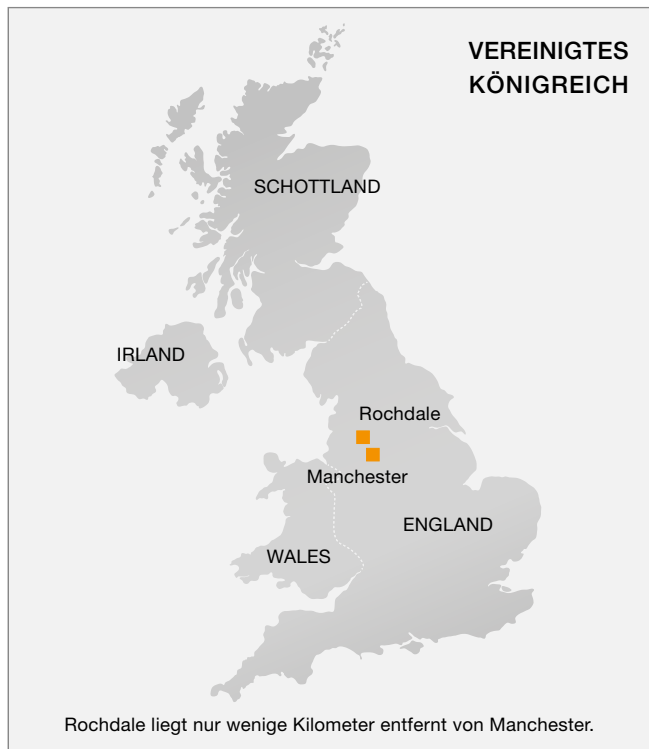 VEREINIGTES
KÖNIGREICH
SCHOTTLAND
IRLAND
Rochdale
Manchester
ENGLAND
WALES
Rochdale liegt nur wenige Kilometer entfernt von Manchester.